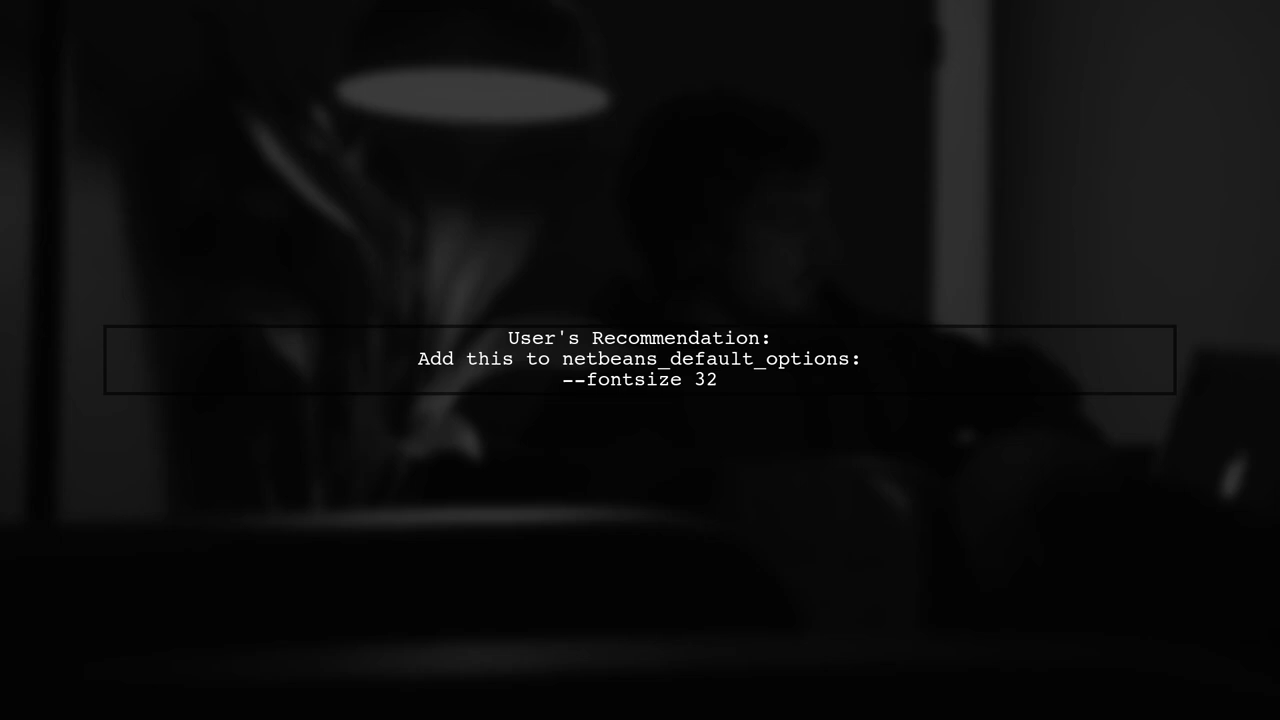 User's Recommendation:
Add this to netbeans_default_options:
--fontsize 32